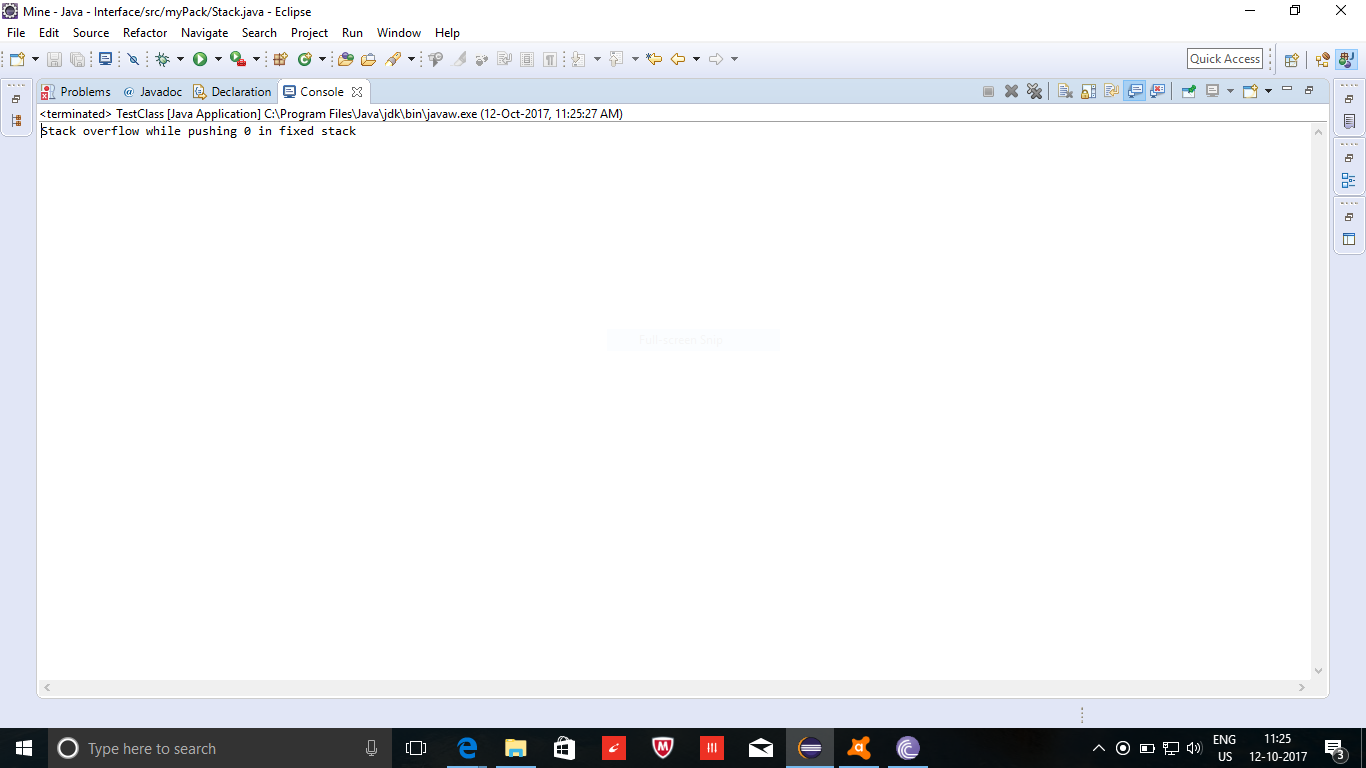 Mine - Java - Interface/src/myPack/Stack.java - Eclipse
File Edit Source Refactor Navigate Search Project Run Window Help
Quick Access
Problems @ Javadoc Declaration Console
<terminated> TestClass [Java Application] C:\Program Files\Java\jdk\bin\javaw.exe (12-Oct-2017, 11:25:27 AM)
Stack overflow while pushing 0 in fixed stack
Full-screen Snip
Type here to search
ENG
US
11:25
12-10-2017
3